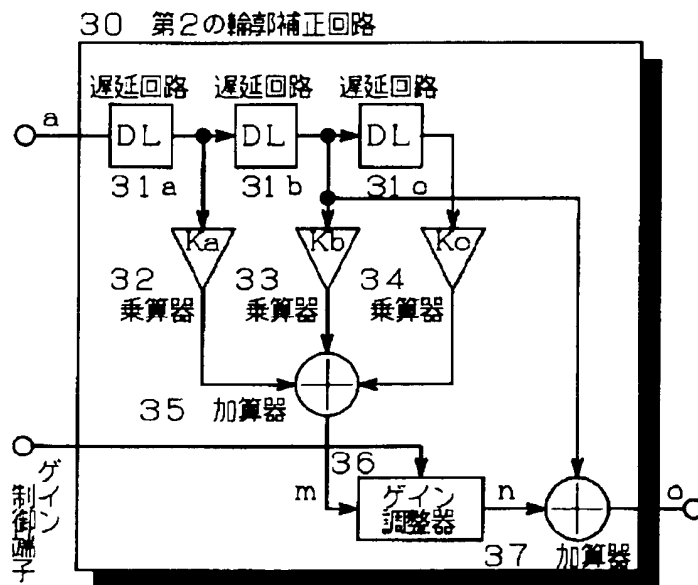 30 第2の輪郭補正回路
遅延回路 遅延回路 遅延回路
a
DL DL DL
31a 31b 31c
Ka Kb Kc
32 33 34
乗算器 乗算器 乗算器
35 加算器
36
m ゲイン調整器 n o
37 加算器
ゲイン
制御端子